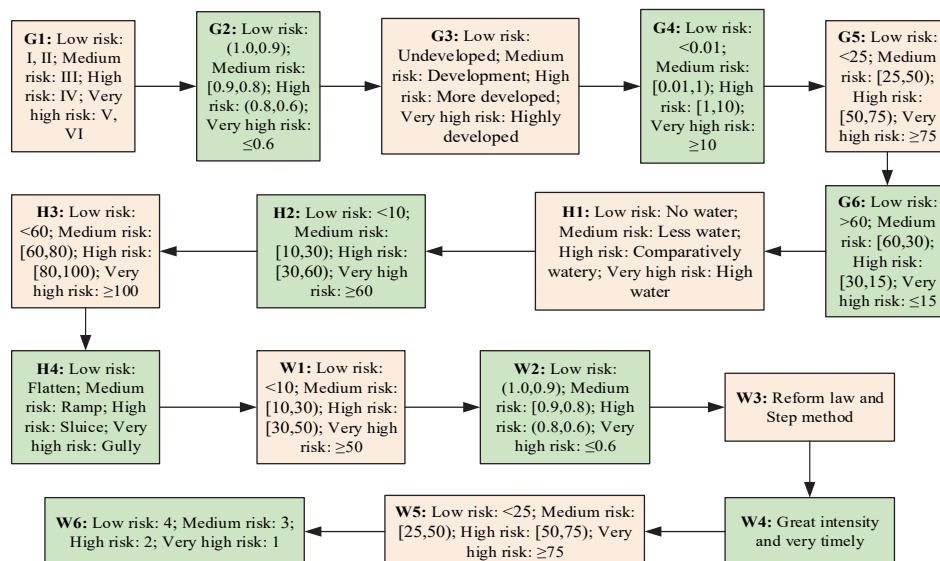 G1: Low risk:
I, II; Medium
risk: III; High
risk: IV; Very
high risk: V,
VI
G2: Low risk:
(1.0,0.9);
Medium risk:
[0.9,0.8); High
risk: (0.8,0.6);
Very high risk:
≤0.6
G3: Low risk:
Undeveloped; Medium
risk: Development; High
risk: More developed;
Very high risk: Highly
developed
G4: Low risk:
<0.01;
Medium risk:
[0.01,1); High
risk: [1,10);
Very high risk:
≥10
G5: Low risk:
<25; Medium
risk: [25,50);
High risk:
[50,75); Very
high risk: ≥75
H3: Low risk:
<60; Medium risk:
[60,80); High risk:
[80,100); Very
high risk: ≥100
H2: Low risk: <10;
Medium risk:
[10,30); High risk:
[30,60); Very high
risk: ≥60
H1: Low risk: No water;
Medium risk: Less water;
High risk: Comparatively
watery; Very high risk: High
water
G6: Low risk:
>60; Medium
risk: [60,30);
High risk:
[30,15); Very
high risk: ≤15
H4: Low risk:
Flatten; Medium
risk: Ramp; High
risk: Sluice; Very
high risk: Gully
W1: Low risk:
<10; Medium risk:
[10,30); High risk:
[30,50); Very
high risk: ≥50
W2: Low risk:
(1.0,0.9); Medium
risk: [0.9,0.8); High
risk: (0.8,0.6); Very
high risk: ≤0.6
W3: Reform law and
Step method
W6: Low risk: 4; Medium risk: 3;
High risk: 2; Very high risk: 1
W5: Low risk: <25; Medium risk:
[25,50); High risk: [50,75); Very
high risk: ≥75
W4: Great intensity
and very timely